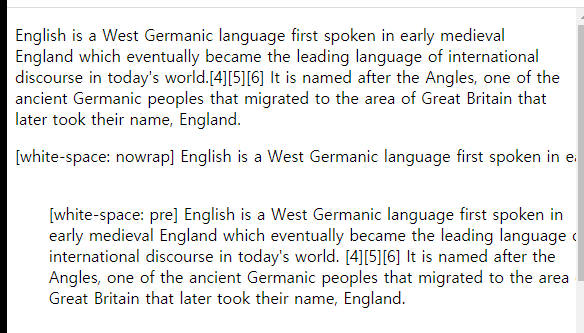 English is a West Germanic language first spoken in early medieval
England which eventually became the leading language of international
discourse in today's world.[4][5][6] It is named after the Angles, one of the
ancient Germanic peoples that migrated to the area of Great Britain that
later took their name, England.
[white-space: nowrap] English is a West Germanic language first spoken in
[white-space: pre] English is a West Germanic language first spoken in
early medieval England which eventually became the leading language
international discourse in today's world. [4][5][6] It is named after the
Angles, one of the ancient Germanic peoples that migrated to the area
Great Britain that later took their name, England.